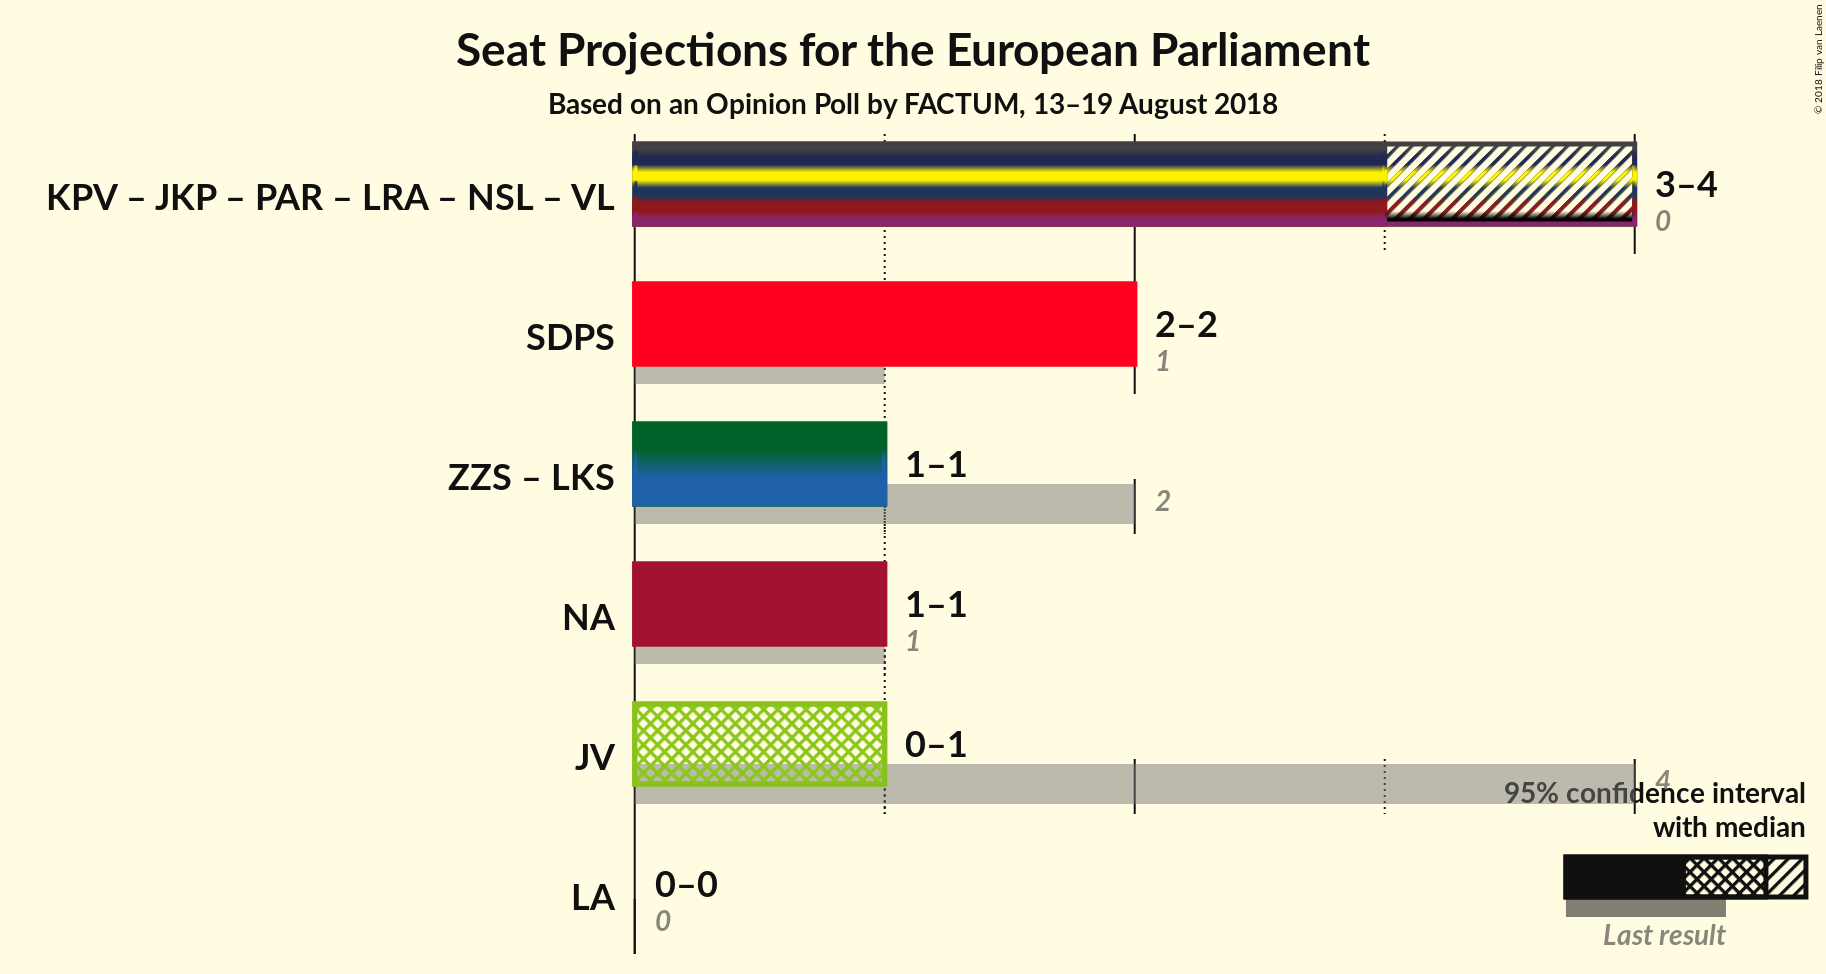 Seat Projections for the European Parliament
Based on an Opinion Poll by FACTUM, 13–19 August 2018
© 2018 Filip van Laenen
KPV – JKP – PAR – LRA – NSL – VL
3–4
0
SDPS
2–2
1
ZZS – LKS
1–1
2
NA
1–1
1
JV
0–1
4
LA
0–0
0
95% confidence interval
with median
Last result